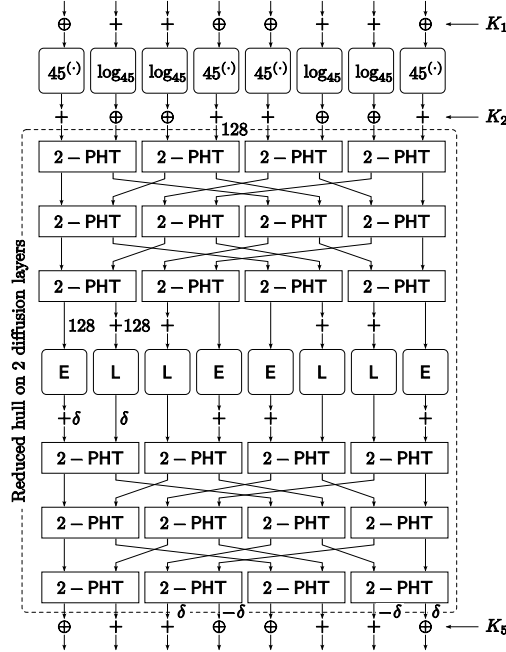 ⊕ + + ⊕ ⊕ + + ⊕ K₁
45⁽·⁾ log₄₅ log₄₅ 45⁽·⁾ 45⁽·⁾ log₄₅ log₄₅ 45⁽·⁾
+ ⊕ ⊕ + + ⊕ ⊕ + K₂
128
2 − PHT 2 − PHT 2 − PHT 2 − PHT
2 − PHT 2 − PHT 2 − PHT 2 − PHT
2 − PHT 2 − PHT 2 − PHT 2 − PHT
128 + 128 + + +
E L L E E L L E
+ δ δ + + +
2 − PHT 2 − PHT 2 − PHT 2 − PHT
2 − PHT 2 − PHT 2 − PHT 2 − PHT
2 − PHT 2 − PHT 2 − PHT 2 − PHT
δ −δ −δ δ
⊕ + + ⊕ ⊕ + + ⊕ K₅
Reduced hull on 2 diffusion layers